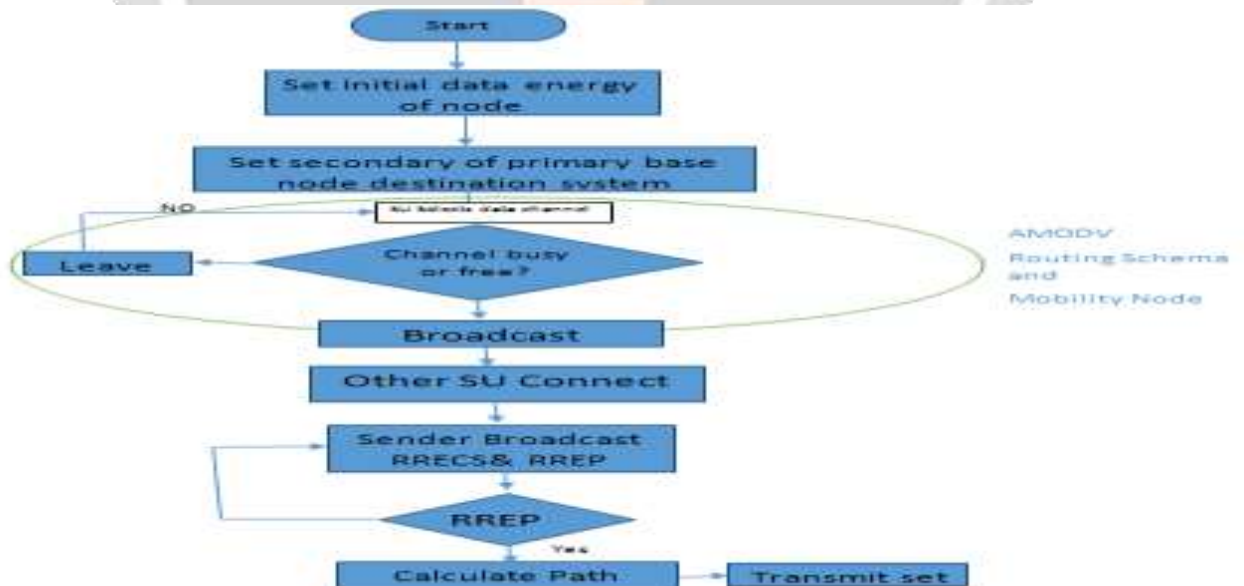 Start
Set initial data energy
of node
Set secondary of primary base
node destination system
NO
SU Selects data channel
Channel busy
or free?
Leave
AMODV
Routing Schema
and
Mobility Node
Broadcast
Other SU Connect
Sender Broadcast
RRECS& RREP
RREP
Yes
Calculate Path
Transmit set